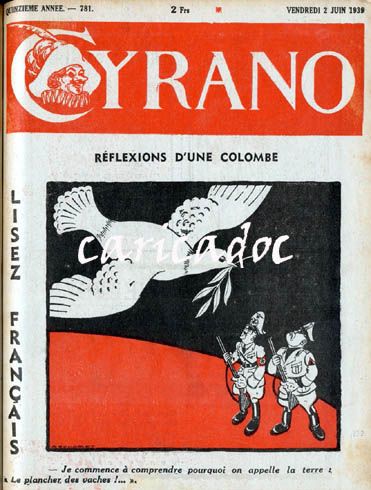 QUINZIEME ANNÉE. — 781.
2 Frs
VENDREDI 2 JUIN 1939
CYRANO
RÉFLEXIONS D'UNE COLOMBE
LISEZ FRANÇAIS
caricadoc
— Je commence à comprendre pourquoi on appelle la terre :
« Le plancher des vaches !... ».